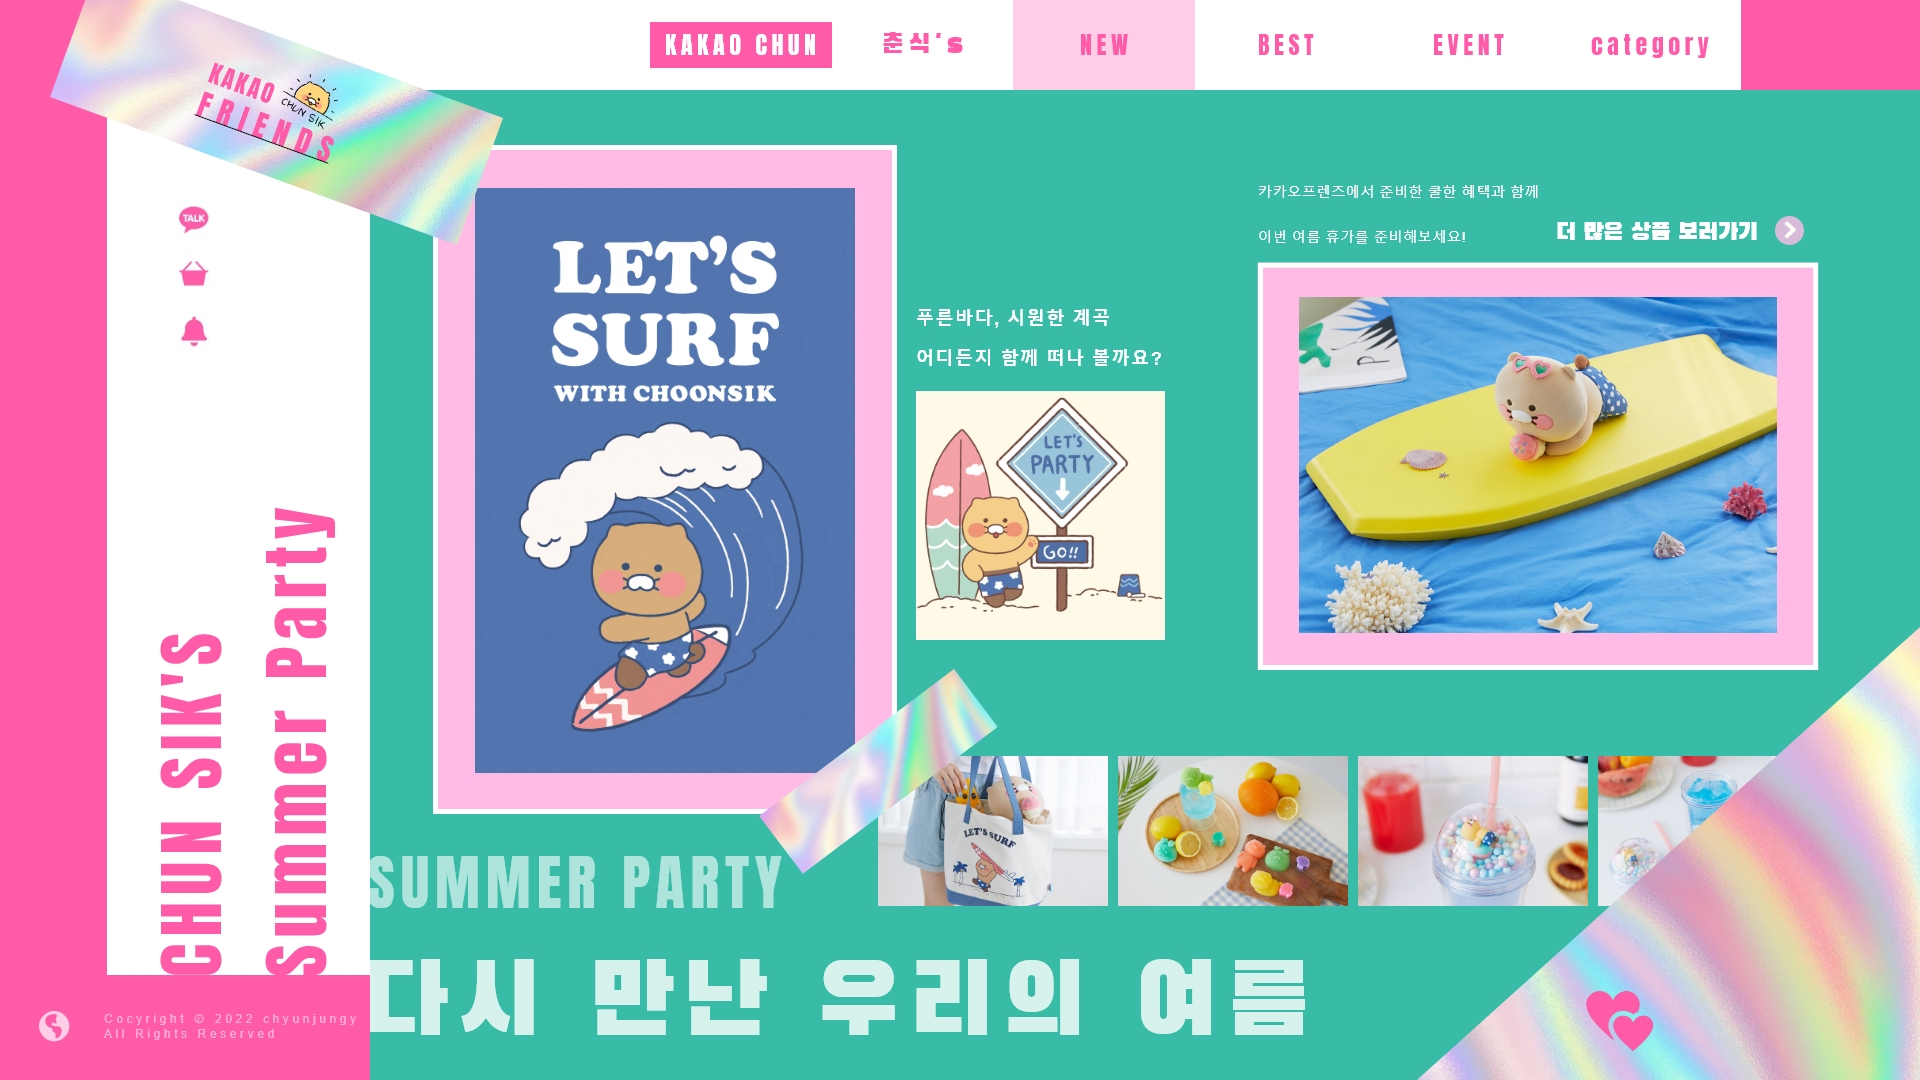 KAKAO
CHUN SIK
FRIENDS
KAKAO CHUN
춘식's
NEW
BEST
EVENT
category
TALK
CHUN SIK'S
Summer Party
LET'S
SURF
WITH CHOONSIK
푸른바다, 시원한 계곡
어디든지 함께 떠나 볼까요?
LET'S
PARTY
GO!!
카카오프렌즈에서 준비한 쿨한 혜택과 함께
이번 여름 휴가를 준비해보세요!
더 많은 상품 보러가기
LET'S SURF
SUMMER PARTY
다시 만난 우리의 여름
Cocyright © 2022 chyunjungy
All Rights Reserved